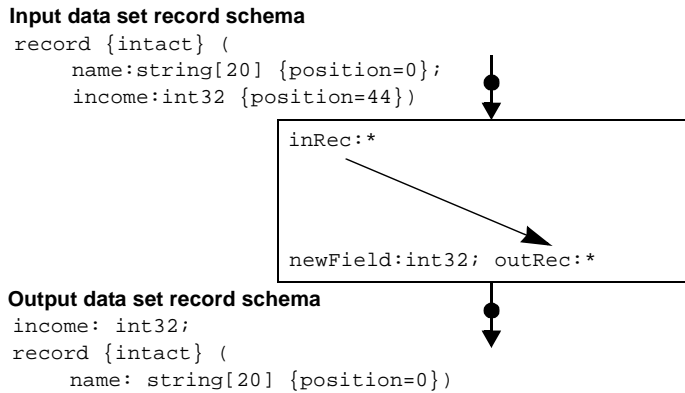 Input data set record schema
record {intact} (
name:string[20] {position=0};
income:int32 {position=44})
inRec:*
newField:int32; outRec:*
Output data set record schema
income: int32;
record {intact} (
name: string[20] {position=0})